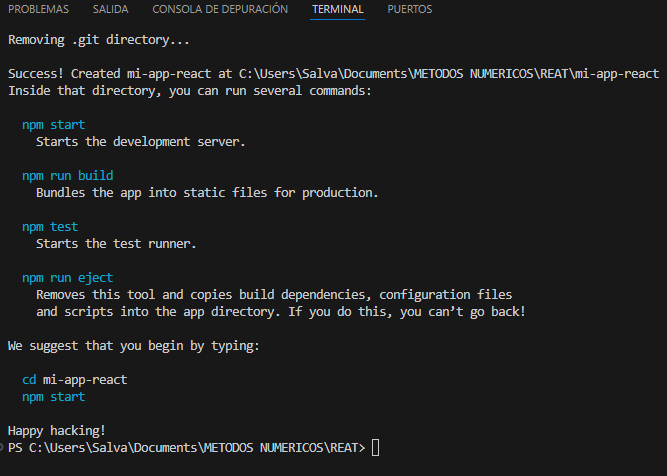 PROBLEMAS SALIDA CONSOLA DE DEPURACIÓN TERMINAL PUERTOS
Removing .git directory...
Success! Created mi-app-react at C:\Users\Salva\Documents\METODOS NUMERICOS\REAT\mi-app-react
Inside that directory, you can run several commands:
npm start
Starts the development server.
npm run build
Bundles the app into static files for production.
npm test
Starts the test runner.
npm run eject
Removes this tool and copies build dependencies, configuration files
and scripts into the app directory. If you do this, you can’t go back!
We suggest that you begin by typing:
cd mi-app-react
npm start
Happy hacking!
PS C:\Users\Salva\Documents\METODOS NUMERICOS\REAT>